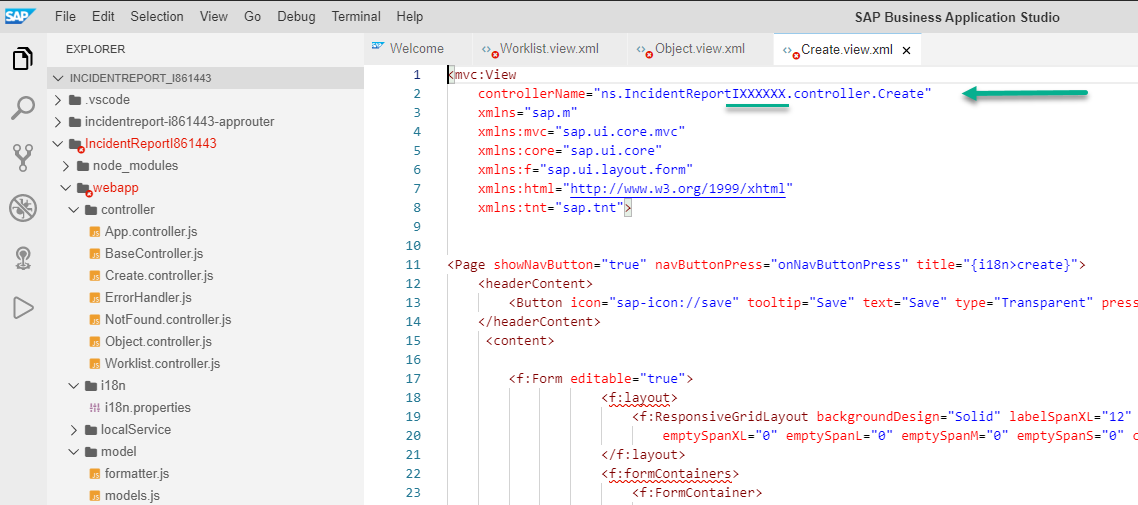 SAP File Edit Selection View Go Debug Terminal Help SAP Business Application Studio
EXPLORER
INCIDENTREPORT_I861443
.vscode
incidentreport-i861443-approuter
IncidentReportI861443
node_modules
webapp
controller
App.controller.js
BaseController.js
Create.controller.js
ErrorHandler.js
NotFound.controller.js
Object.controller.js
Worklist.controller.js
i18n
i18n.properties
localService
model
formatter.js
models.js
SAP Welcome Worklist.view.xml Object.view.xml Create.view.xml
1 <mvc:View
2 controllerName="ns.IncidentReportIXXXXXX.controller.Create"
3 xmlns="sap.m"
4 xmlns:mvc="sap.ui.core.mvc"
5 xmlns:core="sap.ui.core"
6 xmlns:f="sap.ui.layout.form"
7 xmlns:html="http://www.w3.org/1999/xhtml"
8 xmlns:tnt="sap.tnt">
9
10
11 <Page showNavButton="true" navButtonPress="onNavButtonPress" title="{i18n>create}">
12 <headerContent>
13 <Button icon="sap-icon://save" tooltip="Save" text="Save" type="Transparent" press
14 </headerContent>
15 <content>
16
17 <f:Form editable="true">
18 <f:layout>
19 <f:ResponsiveGridLayout backgroundDesign="Solid" labelSpanXL="12"
20 emptySpanXL="0" emptySpanL="0" emptySpanM="0" emptySpanS="0"
21 </f:layout>
22 <f:formContainers>
23 <f:FormContainer>